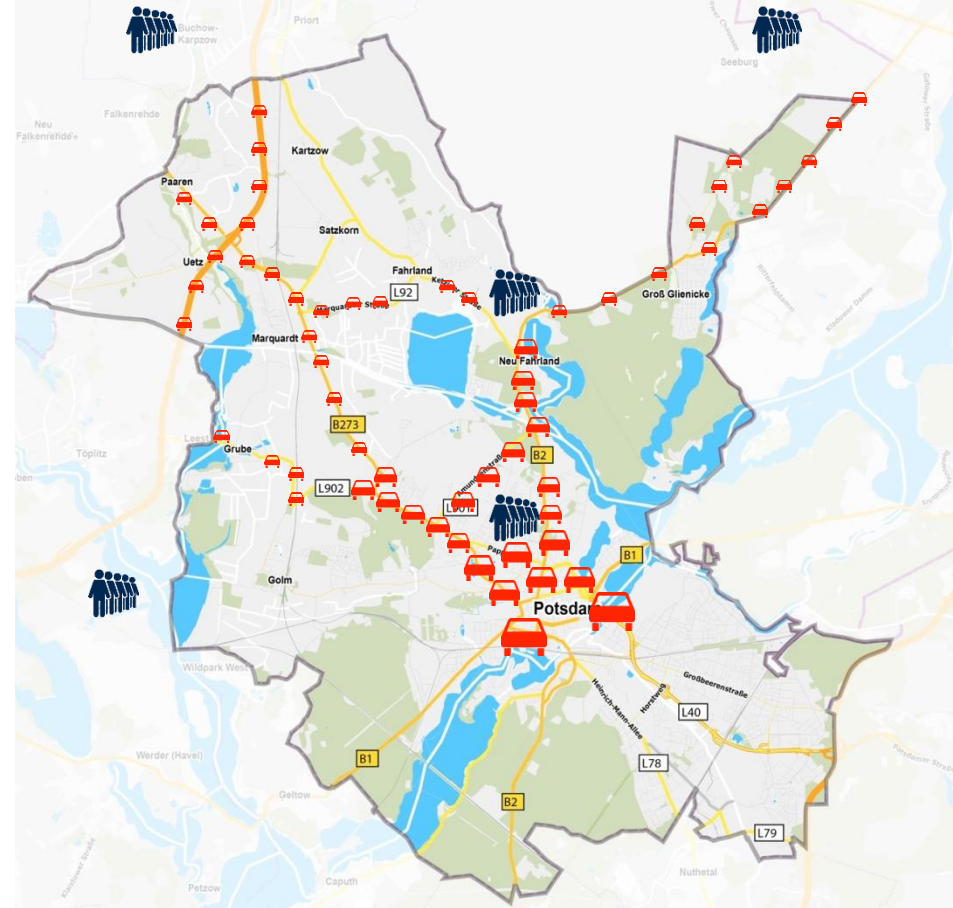 Priort
Buchow-
Karpzow
Seeburg
Falkenrehde
Neu
Falkenrehde
Kartzow
Paaren
Satzkorn
Uetz
Fahrland
L92
Groß Glienicke
Marquardt
Neu Fahrland
B273
Leest
Grube
B2
Töplitz
L902
L901
B1
Golm
Potsdam
Wildpark West
Großbeerenstraße
Horstweg
Heinrich-Mann-Allee
L40
Werder (Havel)
B1
L78
Geltow
B2
L79
Nuthetal
Caputh
Petzow